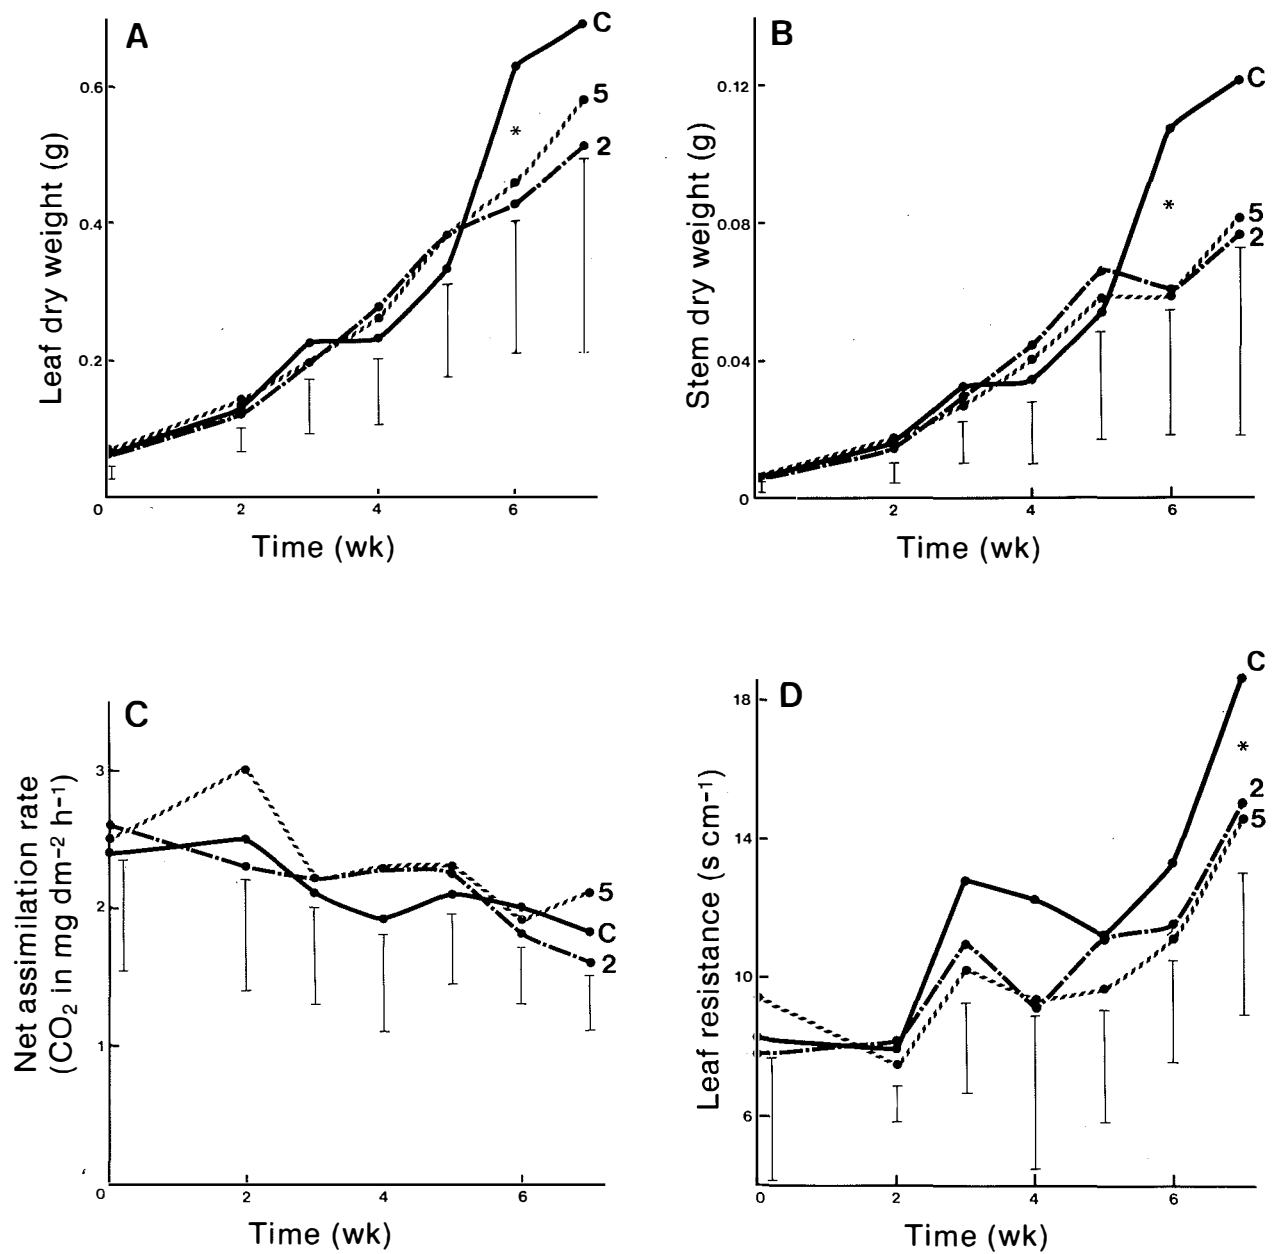 A
C
0.6
5
*
2
Leaf dry weight (g)
0.4
0.2
0 2 4 6
Time (wk)
B
C
0.12
*
Stem dry weight (g)
0.08
5
2
0.04
0
2 4 6
Time (wk)
C
3
Net assimilation rate
(CO₂ in mg dm⁻² h⁻¹)
5
2
C
2
1
0 2 4 6
Time (wk)
C
D
18
*
2
5
14
Leaf resistance (s cm⁻¹)
10
6
0 2 4 6
Time (wk)